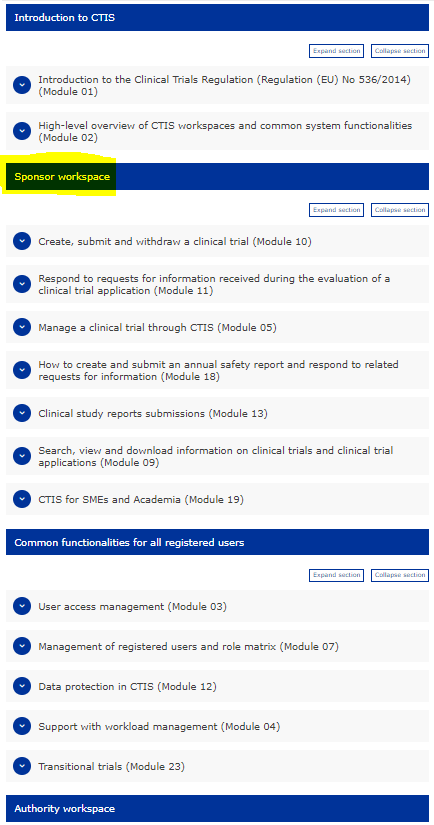 Introduction to CTIS
Expand section Collapse section
Introduction to the Clinical Trials Regulation (Regulation (EU) No 536/2014)
(Module 01)
High-level overview of CTIS workspaces and common system functionalities
(Module 02)
Sponsor workspace
Expand section Collapse section
Create, submit and withdraw a clinical trial (Module 10)
Respond to requests for information received during the evaluation of a
clinical trial application (Module 11)
Manage a clinical trial through CTIS (Module 05)
How to create and submit an annual safety report and respond to related
requests for information (Module 18)
Clinical study reports submissions (Module 13)
Search, view and download information on clinical trials and clinical trial
applications (Module 09)
CTIS for SMEs and Academia (Module 19)
Common functionalities for all registered users
Expand section Collapse section
User access management (Module 03)
Management of registered users and role matrix (Module 07)
Data protection in CTIS (Module 12)
Support with workload management (Module 04)
Transitional trials (Module 23)
Authority workspace